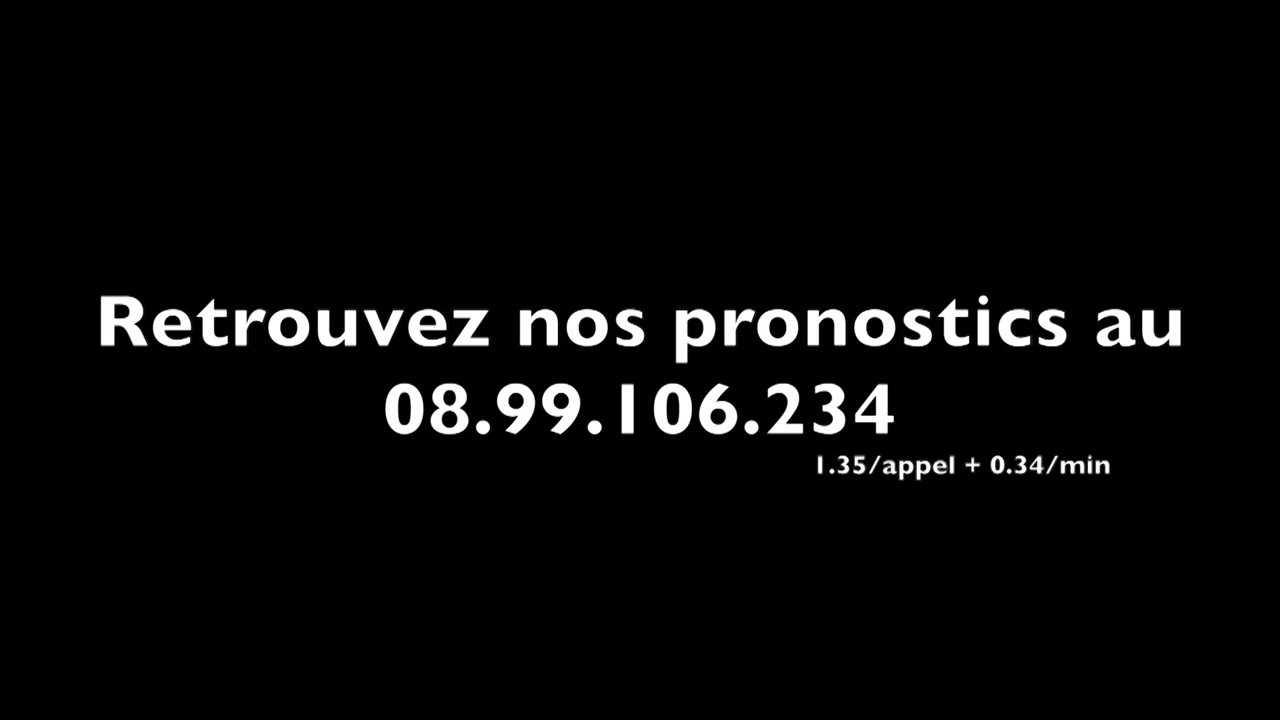 Retrouvez nos pronostics au
08.99.106.234
1.35/appel + 0.34/min